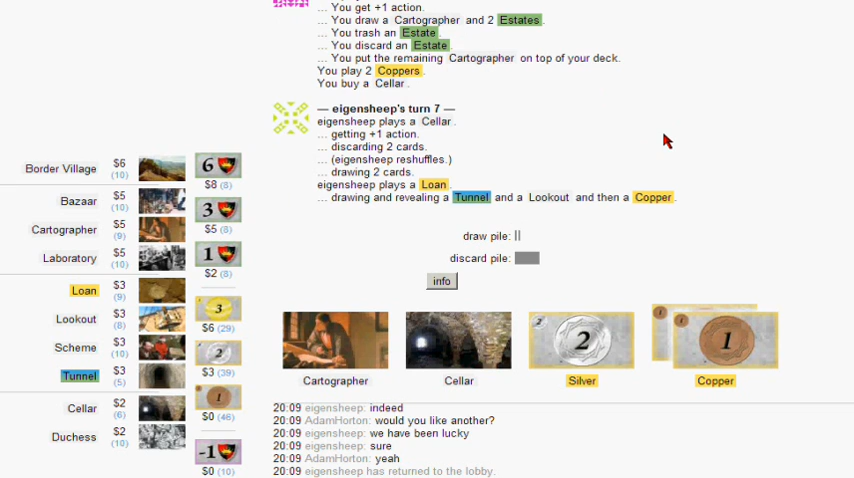 ... You get +1 action.
... You draw a Cartographer and 2 Estates.
... You trash an Estate.
... You discard an Estate.
... You put the remaining Cartographer on top of your deck.
You play 2 Coppers.
You buy a Cellar.
— eigensheep's turn 7 —
eigensheep plays a Cellar.
... getting +1 action.
... discarding 2 cards.
... (eigensheep reshuffles.)
... drawing 2 cards.
eigensheep plays a Loan.
... drawing and revealing a Tunnel and a Lookout and then a Copper.
draw pile:
discard pile:
info
Border Village $6 (10)
Bazaar $5 (10)
Cartographer $5 (9)
Laboratory $5 (10)
Loan $3 (9)
Lookout $3 (8)
Scheme $3 (10)
Tunnel $3 (5)
Cellar $2 (6)
Duchess $2 (10)
6
$8 (8)
3
$5 (8)
1
$2 (8)
3
$6 (29)
2
$3 (39)
1
$0 (46)
-1
$0 (10)
2 2
1 1 1
Cartographer Cellar Silver Copper
20:09 eigensheep: indeed
20:09 AdamHorton: would you like another?
20:09 eigensheep: we have been lucky
20:09 eigensheep: sure
20:09 AdamHorton: yeah
20:09 eigensheep has returned to the lobby.